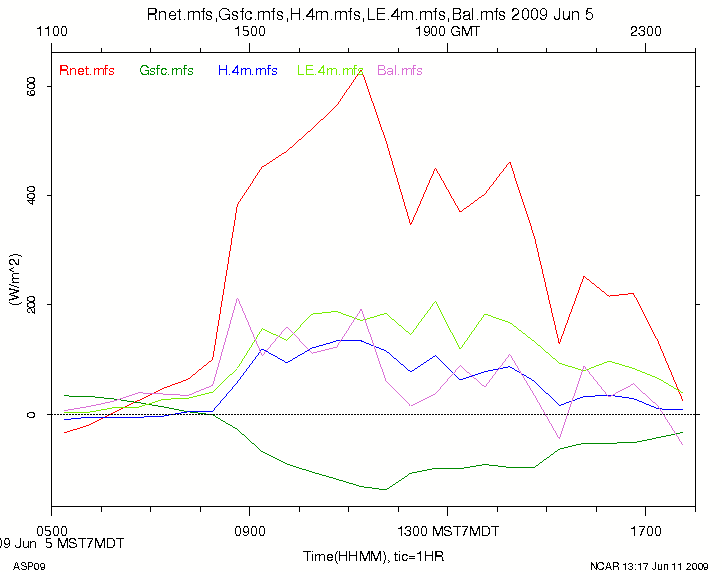 Rnet.mfs,Gsfc.mfs,H.4m.mfs,LE.4m.mfs,Bal.mfs 2009 Jun 5
1100 1500 1900 GMT 2300
Rnet.mfs Gsfc.mfs H.4m.mfs LE.4m.mfs Bal.mfs
600
400
(W/m^2)
200
0
0500 0900 1300 MST7MDT 1700
09 Jun 5 MST7MDT
Time(HHMM), tic=1HR
ASP09 NCAR 13:17 Jun 11 2009